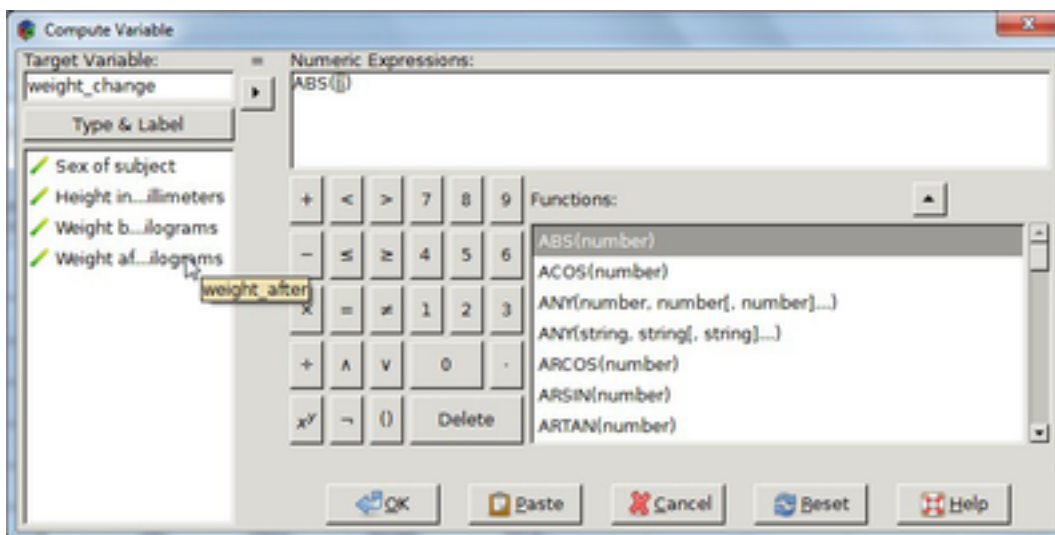 Compute Variable
Target Variable:
=
Numeric Expressions:
weight_change
ABS(▯)
Type & Label
Sex of subject
Height in...illimeters
Weight b...ilograms
Weight af...ilograms
weight_after
+ < > 7 8 9
− ≤ ≥ 4 5 6
× = ≠ 1 2 3
÷ ∧ ∨ 0 ·
xʸ ¬ () Delete
Functions:
ABS(number)
ACOS(number)
ANY(number, number[, number]...)
ANY(string, string[, string]...)
ARCOS(number)
ARSIN(number)
ARTAN(number)
OK Paste Cancel Reset Help